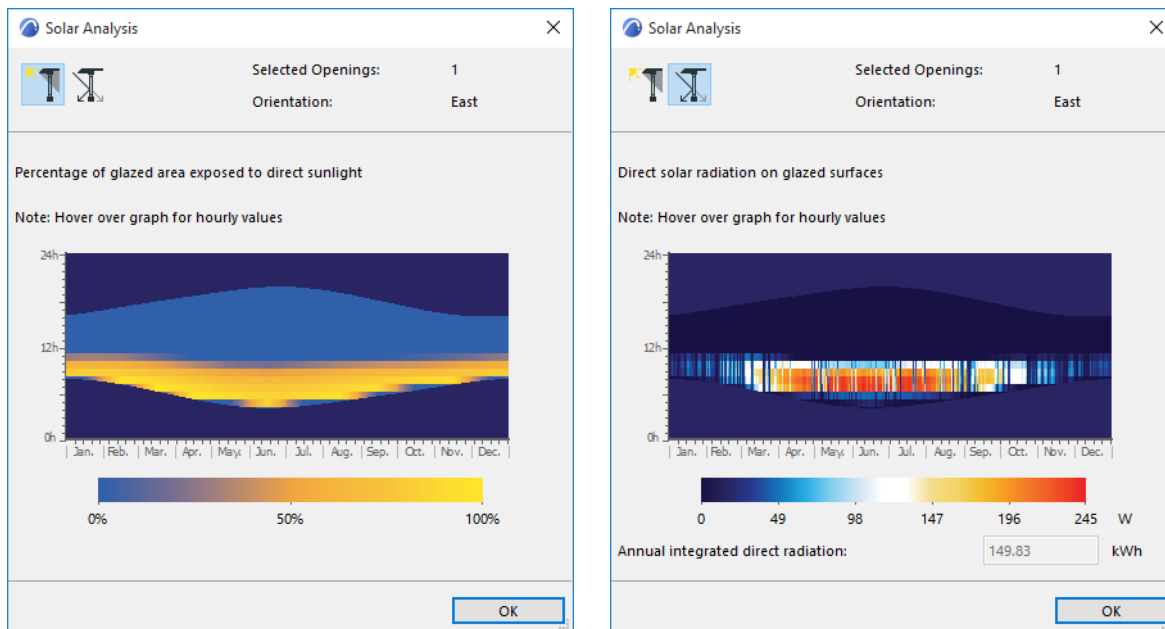 Solar Analysis
Selected Openings: 1
Orientation: East
Percentage of glazed area exposed to direct sunlight
Note: Hover over graph for hourly values
24h
12h
0h
Jan. Feb. Mar. Apr. May. Jun. Jul. Aug. Sep. Oct. Nov. Dec.
0% 50% 100%
OK
Solar Analysis
Selected Openings: 1
Orientation: East
Direct solar radiation on glazed surfaces
Note: Hover over graph for hourly values
24h
12h
0h
Jan. Feb. Mar. Apr. May. Jun. Jul. Aug. Sep. Oct. Nov. Dec.
0 49 98 147 196 245 W
Annual integrated direct radiation: 149.83 kWh
OK